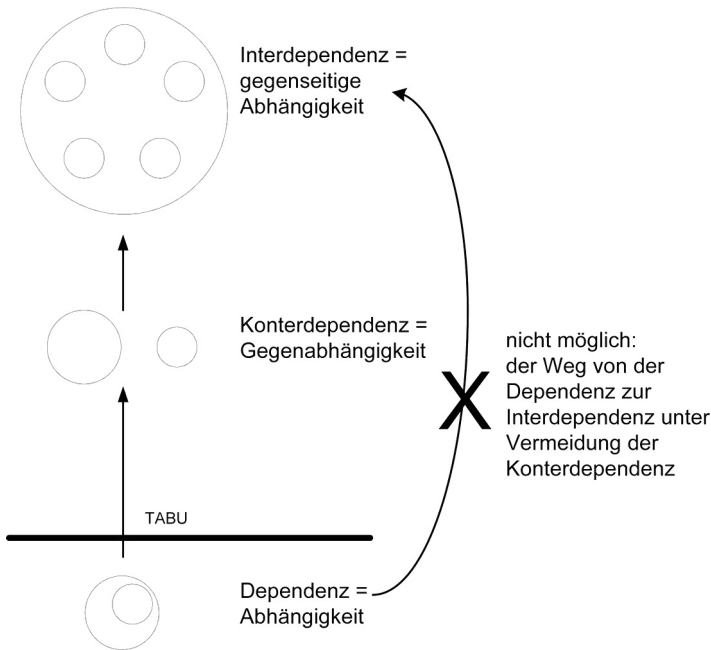 Interdependenz =
gegenseitige
Abhängigkeit
Konterdependenz =
Gegenabhängigkeit
nicht möglich:
der Weg von der
Dependenz zur
Interdependenz unter
Vermeidung der
Konterdependenz
X
TABU
Dependenz =
Abhängigkeit